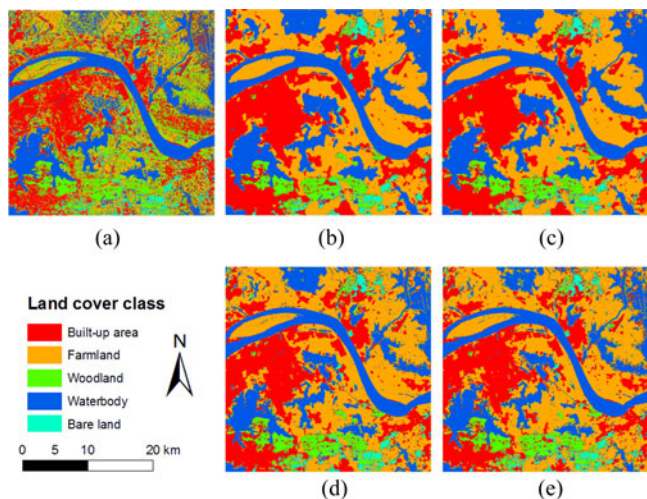 (a)
(b)
(c)
Land cover class
Built-up area
Farmland
Woodland
Waterbody
Bare land
N
0 5 10 20 km
(d)
(e)